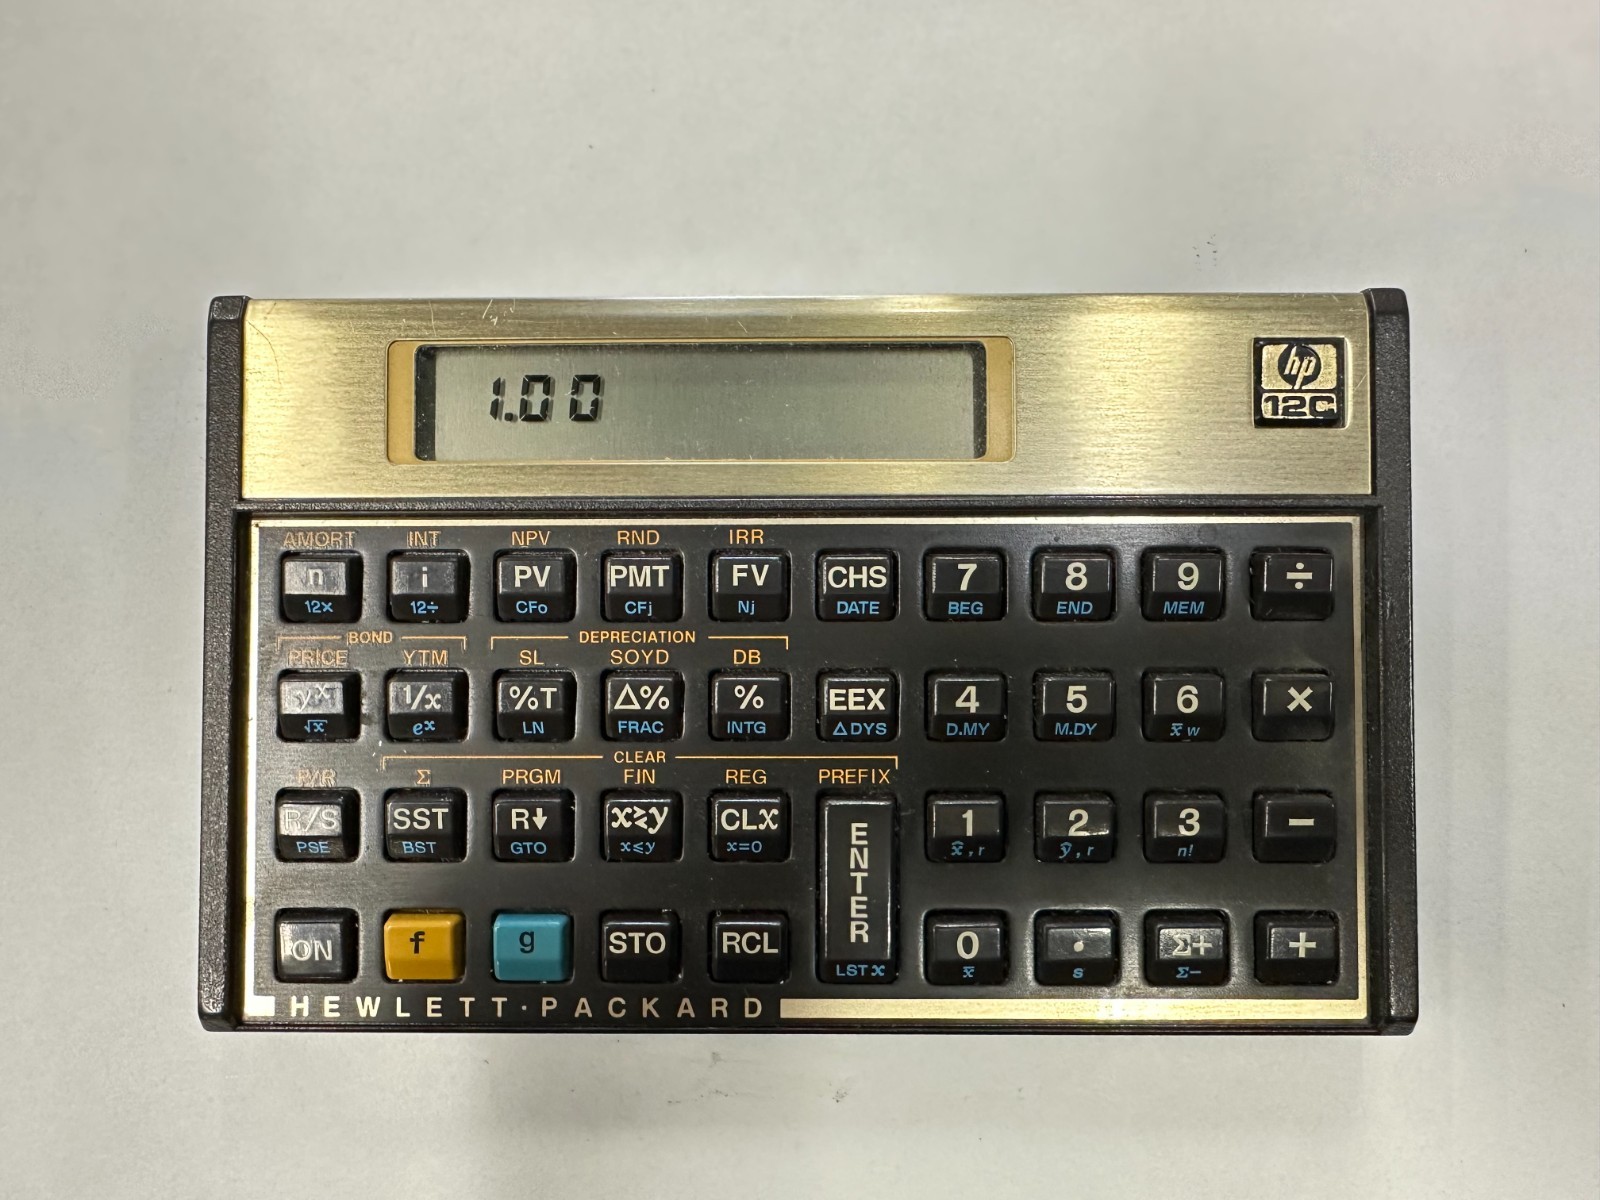 1.00
hp
12C
AMORT INT NPV RND IRR
n i PV PMT FV CHS 7 8 9 ÷
12× 12÷ CFo CFj Nj DATE BEG END MEM
BOND DEPRECIATION
PRICE YTM SL SOYD DB
yˣ 1/x %T Δ% % EEX 4 5 6 ×
√x eˣ LN FRAC INTG ΔDYS D.MY M.DY x̄w
CLEAR
P/R Σ PRGM FIN REG PREFIX
R/S SST R↓ x≷y CLx ENTER 1 2 3 −
PSE BST GTO x≤y x=0 x̂,r ŷ,r n!
ON f g STO RCL 0 · Σ+ +
LST x x̄ s Σ−
HEWLETT·PACKARD